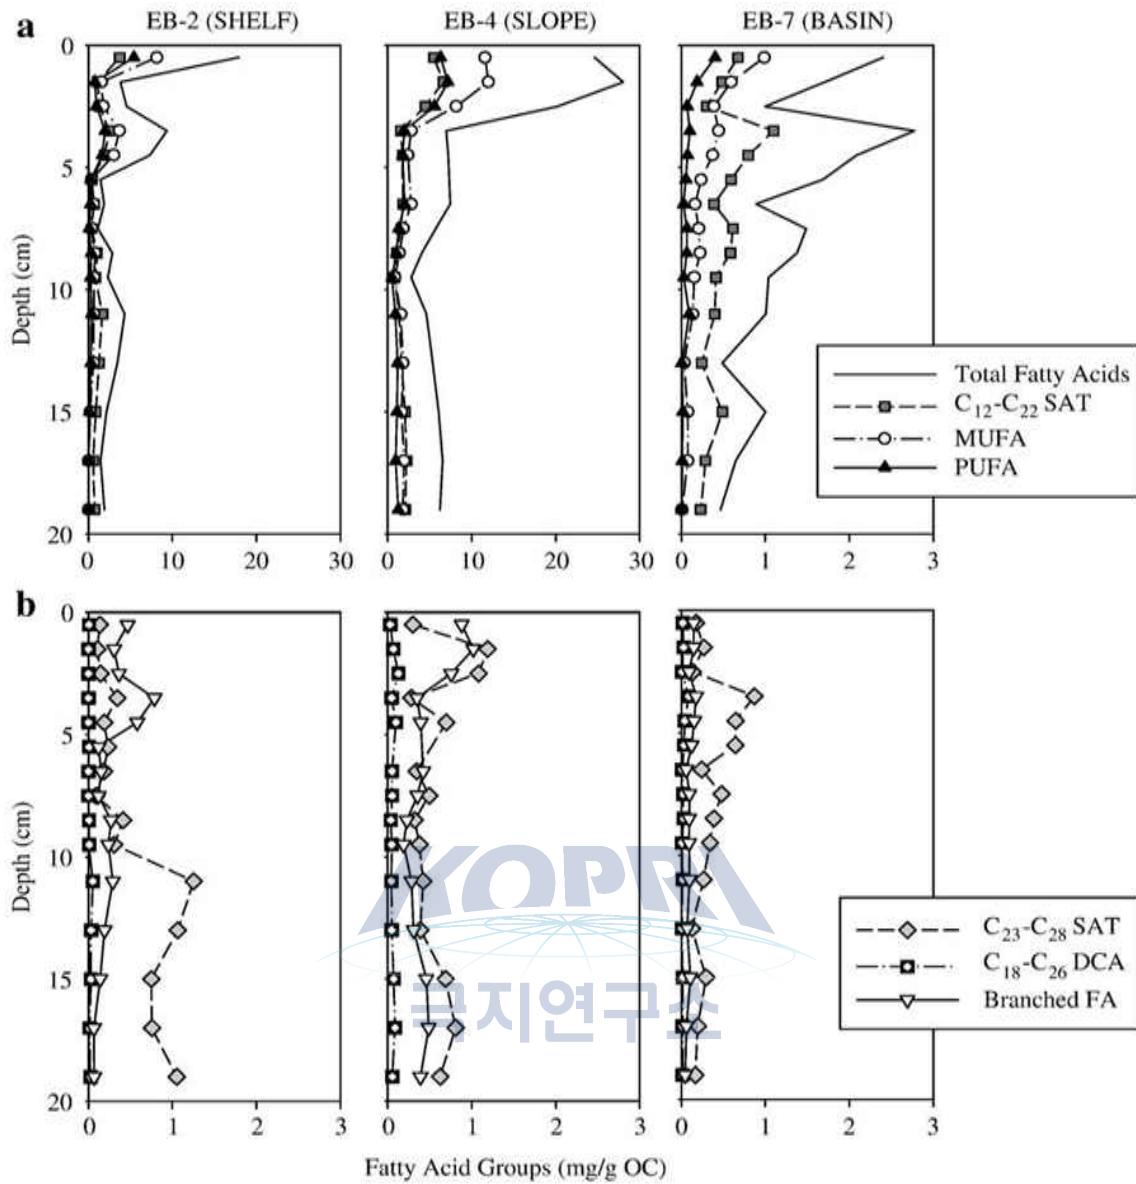 a
EB-2 (SHELF) EB-4 (SLOPE) EB-7 (BASIN)
0
5
10
15
20
Depth (cm)
0 10 20 30 0 10 20 30 0 1 2 3
Total Fatty Acids
C12-C22 SAT
MUFA
PUFA
b
0
5
10
15
20
Depth (cm)
KOPRI
극지연구소
C23-C28 SAT
C18-C26 DCA
Branched FA
0 1 2 3 0 1 2 3 0 1 2 3
Fatty Acid Groups (mg/g OC)